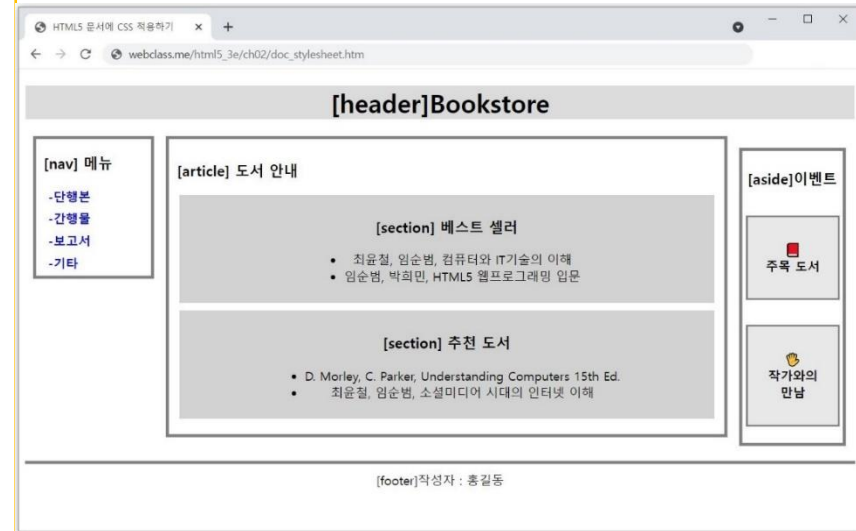 HTML5 문서에 CSS 적용하기
webclass.me/html5_3e/ch02/doc_stylesheet.htm
[header]Bookstore
[nav] 메뉴
-단행본
-간행물
-보고서
-기타
[article] 도서 안내
[section] 베스트 셀러
• 최윤철, 임순범, 컴퓨터와 IT기술의 이해
• 임순범, 박희민, HTML5 웹프로그래밍 입문
[section] 추천 도서
• D. Morley, C. Parker, Understanding Computers 15th Ed.
• 최윤철, 임순범, 소셜미디어 시대의 인터넷 이해
[aside]이벤트
주목 도서
작가와의
만남
[footer]작성자 : 홍길동